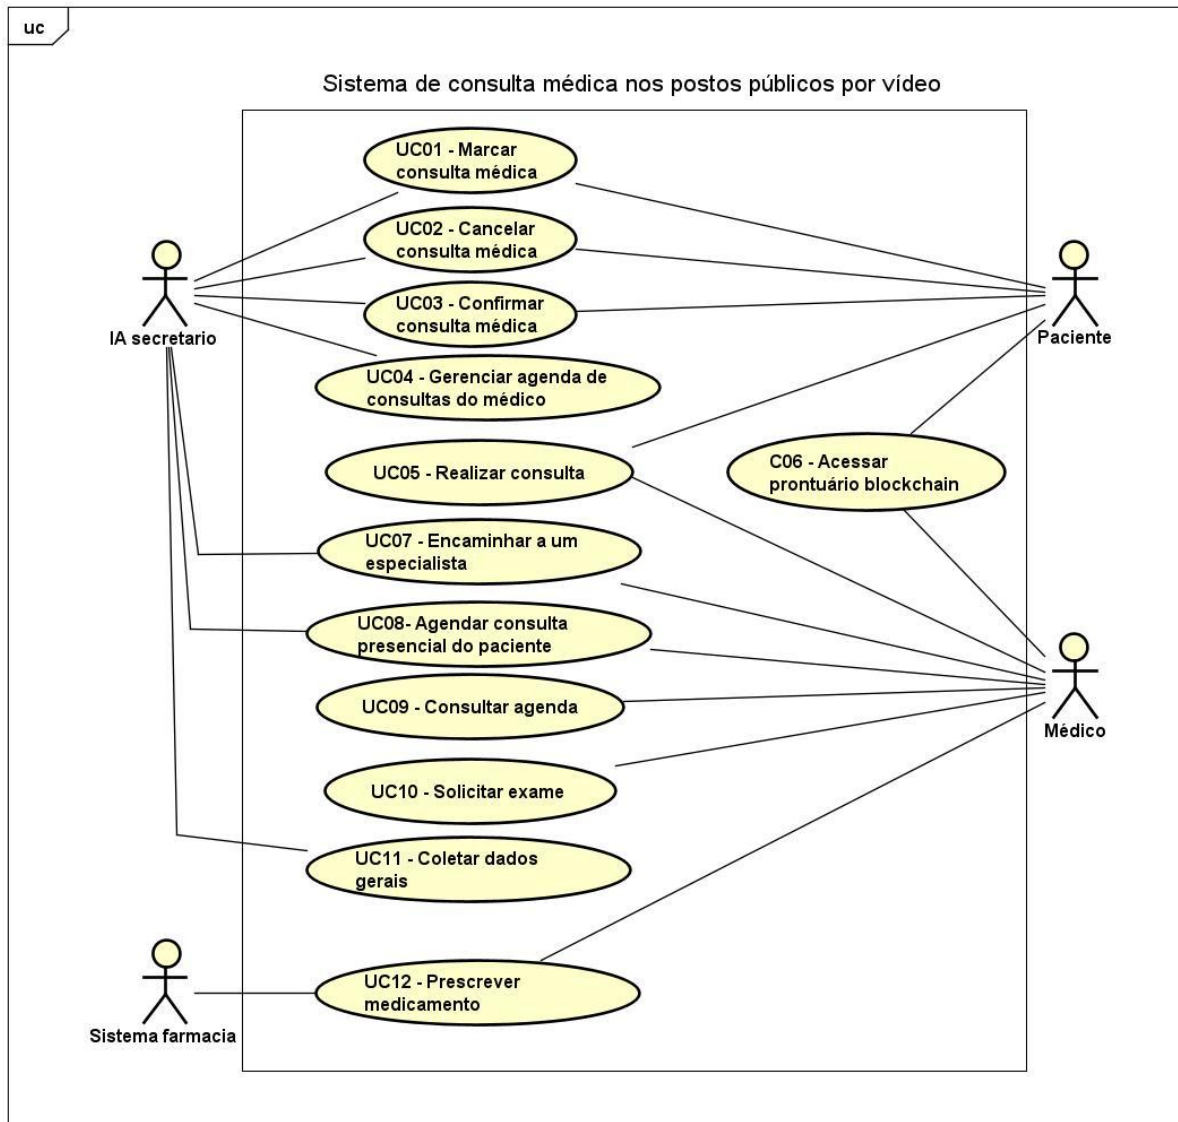 uc
Sistema de consulta médica nos postos públicos por vídeo
UC01 - Marcar
consulta médica
UC02 - Cancelar
consulta médica
UC03 - Confirmar
consulta médica
IA secretario
Paciente
UC04 - Gerenciar agenda de
consultas do médico
UC05 - Realizar consulta
C06 - Acessar
prontuário blockchain
UC07 - Encaminhar a um
especialista
UC08- Agendar consulta
presencial do paciente
UC09 - Consultar agenda
Médico
UC10 - Solicitar exame
UC11 - Coletar dados
gerais
UC12 - Prescrever
medicamento
Sistema farmacia